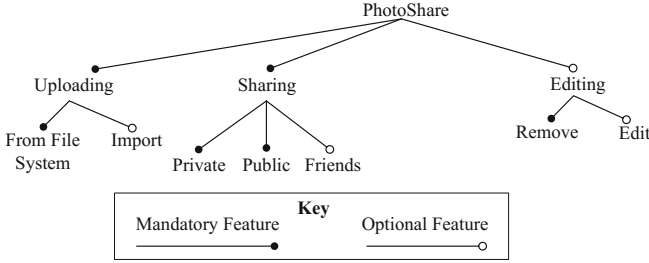 PhotoShare
Uploading Sharing Editing
From File Import Remove Edit
System Private Public Friends
Key
Mandatory Feature Optional Feature